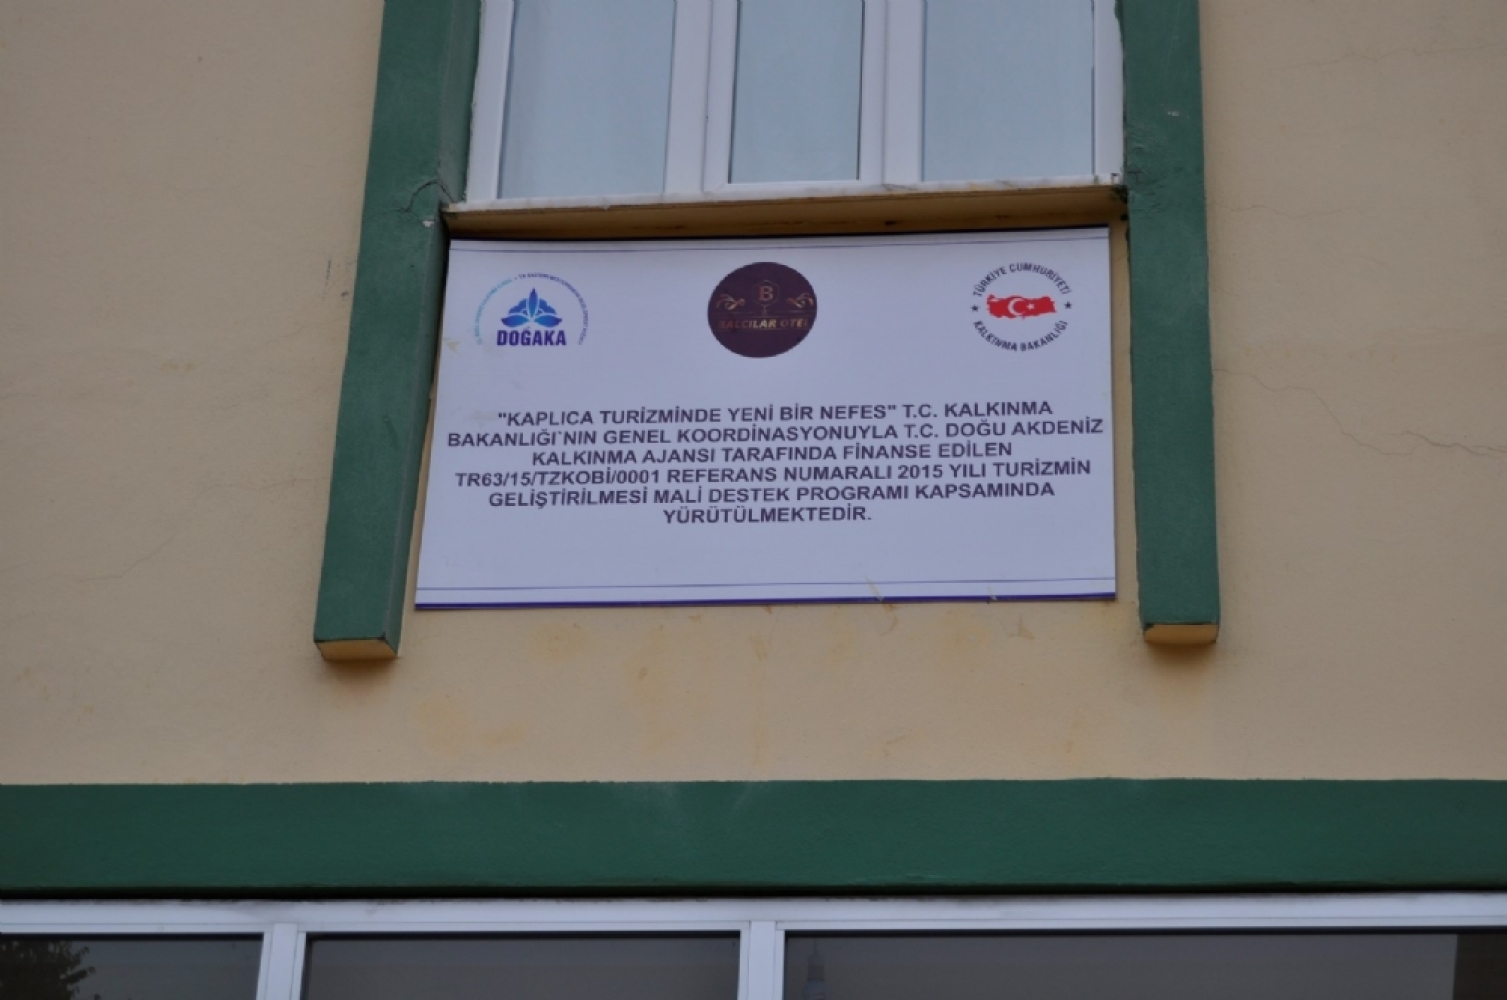 DOĞAKA
B
BALCILAR OTEL
TÜRKİYE CUMHURİYETİ
KALKINMA BAKANLIĞI
"KAPLICA TURİZMİNDE YENİ BİR NEFES" T.C. KALKINMA
BAKANLIĞI`NIN GENEL KOORDİNASYONUYLA T.C. DOĞU AKDENİZ
KALKINMA AJANSI TARAFINDA FİNANSE EDİLEN
TR63/15/TZKOBİ/0001 REFERANS NUMARALI 2015 YILI TURİZMİN
GELİŞTİRİLMESİ MALİ DESTEK PROGRAMI KAPSAMINDA
YÜRÜTÜLMEKTEDİR.